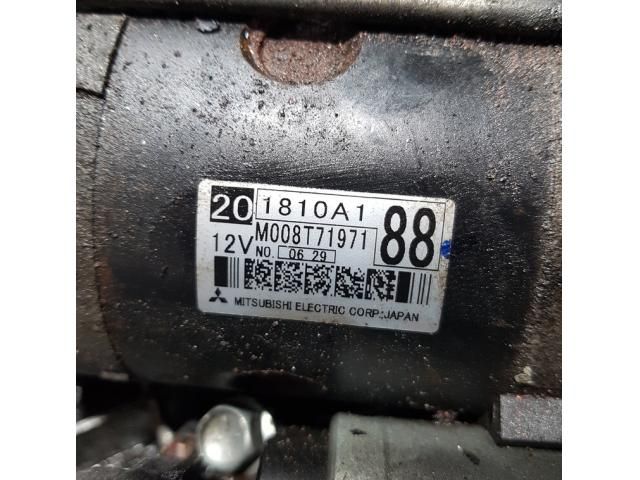 20 1810A1
12V M008T71971 88
NO. 06 29
MITSUBISHI ELECTRIC CORP.JAPAN